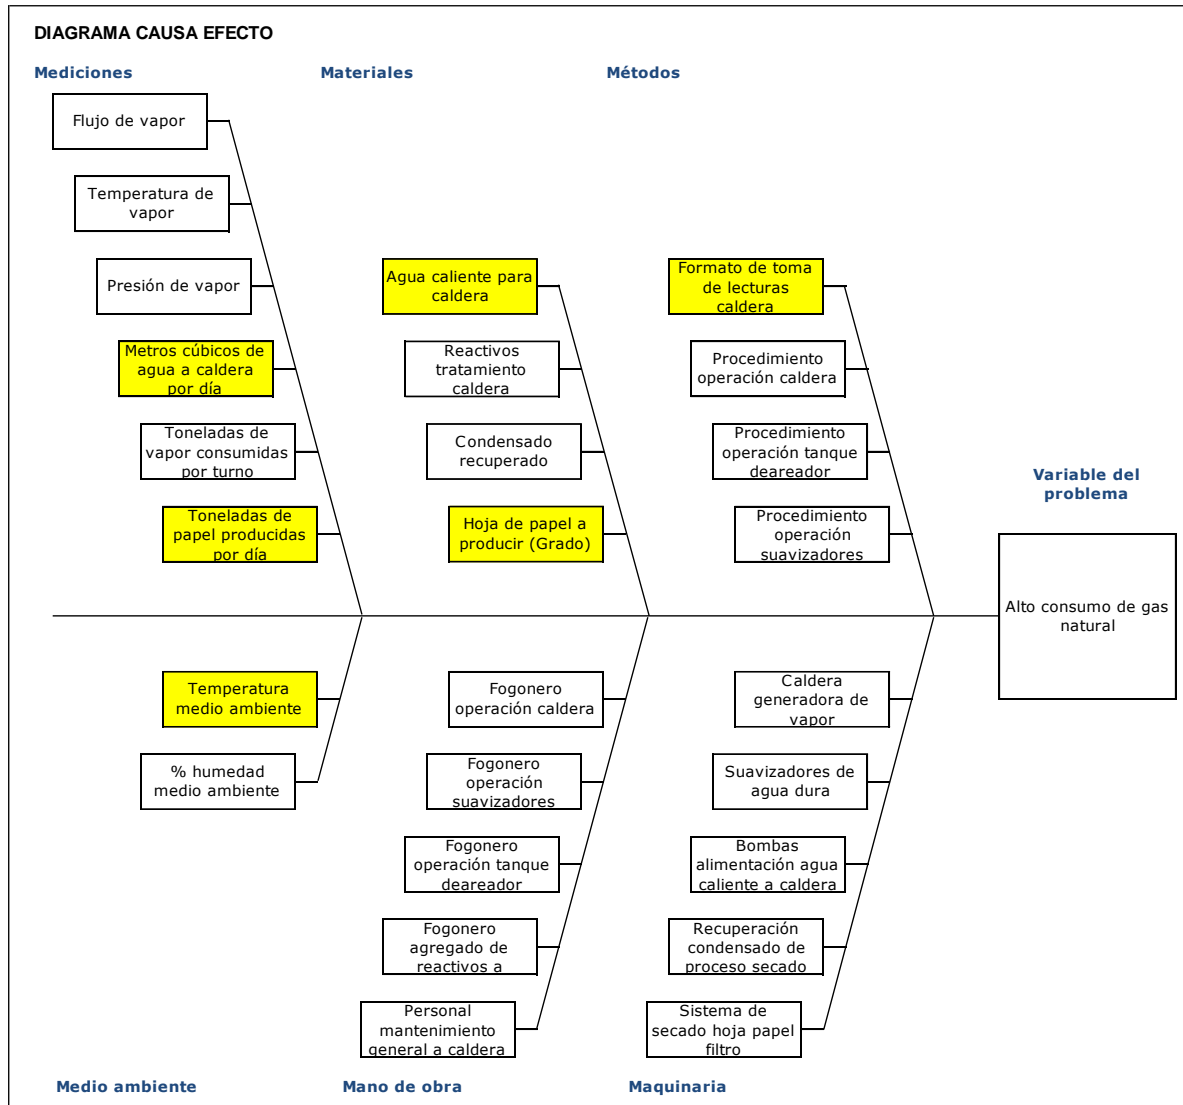 DIAGRAMA CAUSA EFECTO
Mediciones
Materiales
Métodos
Flujo de vapor
Temperatura de
vapor
Presión de vapor
Metros cúbicos de
agua a caldera
por día
Toneladas de
vapor consumidas
por turno
Toneladas de
papel producidas
por día
Agua caliente para
caldera
Reactivos
tratamiento
caldera
Condensado
recuperado
Hoja de papel a
producir (Grado)
Formato de toma
de lecturas
caldera
Procedimiento
operación caldera
Procedimiento
operación tanque
deareador
Procedimiento
operación
suavizadores
Variable del
problema
Alto consumo de gas
natural
Temperatura
medio ambiente
% humedad
medio ambiente
Fogonero
operación caldera
Fogonero
operación
suavizadores
Fogonero
operación tanque
deareador
Fogonero
agregado de
reactivos a
Personal
mantenimiento
general a caldera
Caldera
generadora de
vapor
Suavizadores de
agua dura
Bombas
alimentación agua
caliente a caldera
Recuperación
condensado de
proceso secado
Sistema de
secado hoja papel
filtro
Medio ambiente
Mano de obra
Maquinaria